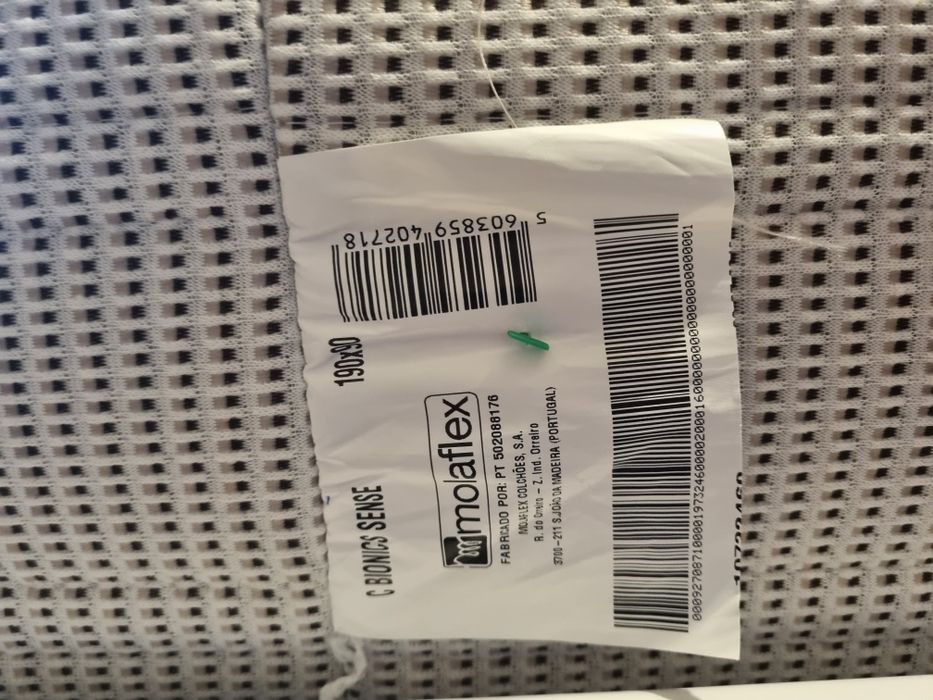 C BIONICS SENSE 190x90
molaflex
FABRICADO POR: PT 502088176
MOLAFLEX COLCHÕES, S.A.
R. do Orreiro - Z. Ind. Orreiro
3700-211 S.JOÃO DA MADEIRA (PORTUGAL)
5 603859 402718